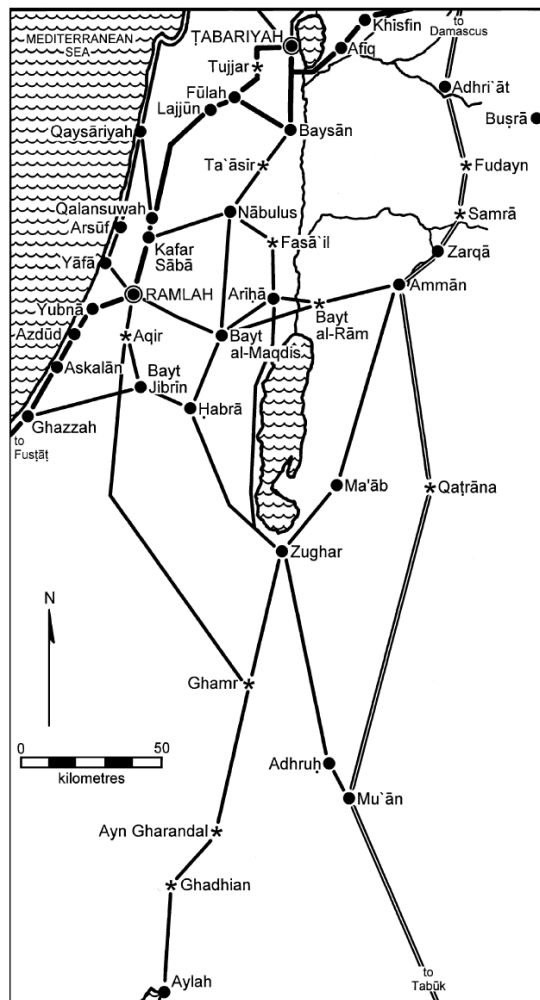 to
Damascus
Khisfin
MEDITERRANEAN
SEA
ṬABARIYAH
Afiq
Tujjar
Adhri`āt
Fūlah
Lajjūn
Buṣrā
Qaysāriyah
Baysān
Ta`āsir
Fudayn
Qalansuwah
Nābulus
Samrā
Arsūf
Kafar
Sābā
Fasā`il
Zarqā
Yāfā
RAMLAH
Arīḥā
Ammān
Yubnā
Bayt
al-Rām
Azdūd
Aqir
Bayt
al-Maqdis
Askalān
Bayt
Jibrīn
Ḥabrā
Ghazzah
to
Fusṭāṭ
Ma'āb
Qaṭrāna
Zughar
N
Ghamr
0
50
kilometres
Adhruḥ
Mu`ān
Ayn Gharandal
Ghadhian
to
Tabūk
Aylah